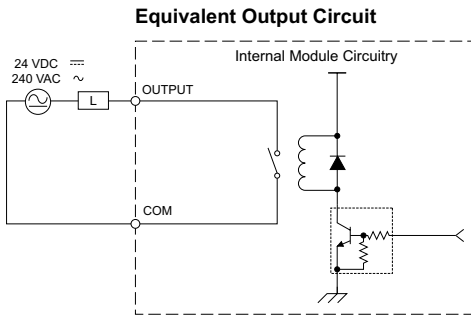 Equivalent Output Circuit
Internal Module Circuitry
24 VDC ⎓
240 VAC ∿
L
OUTPUT
COM